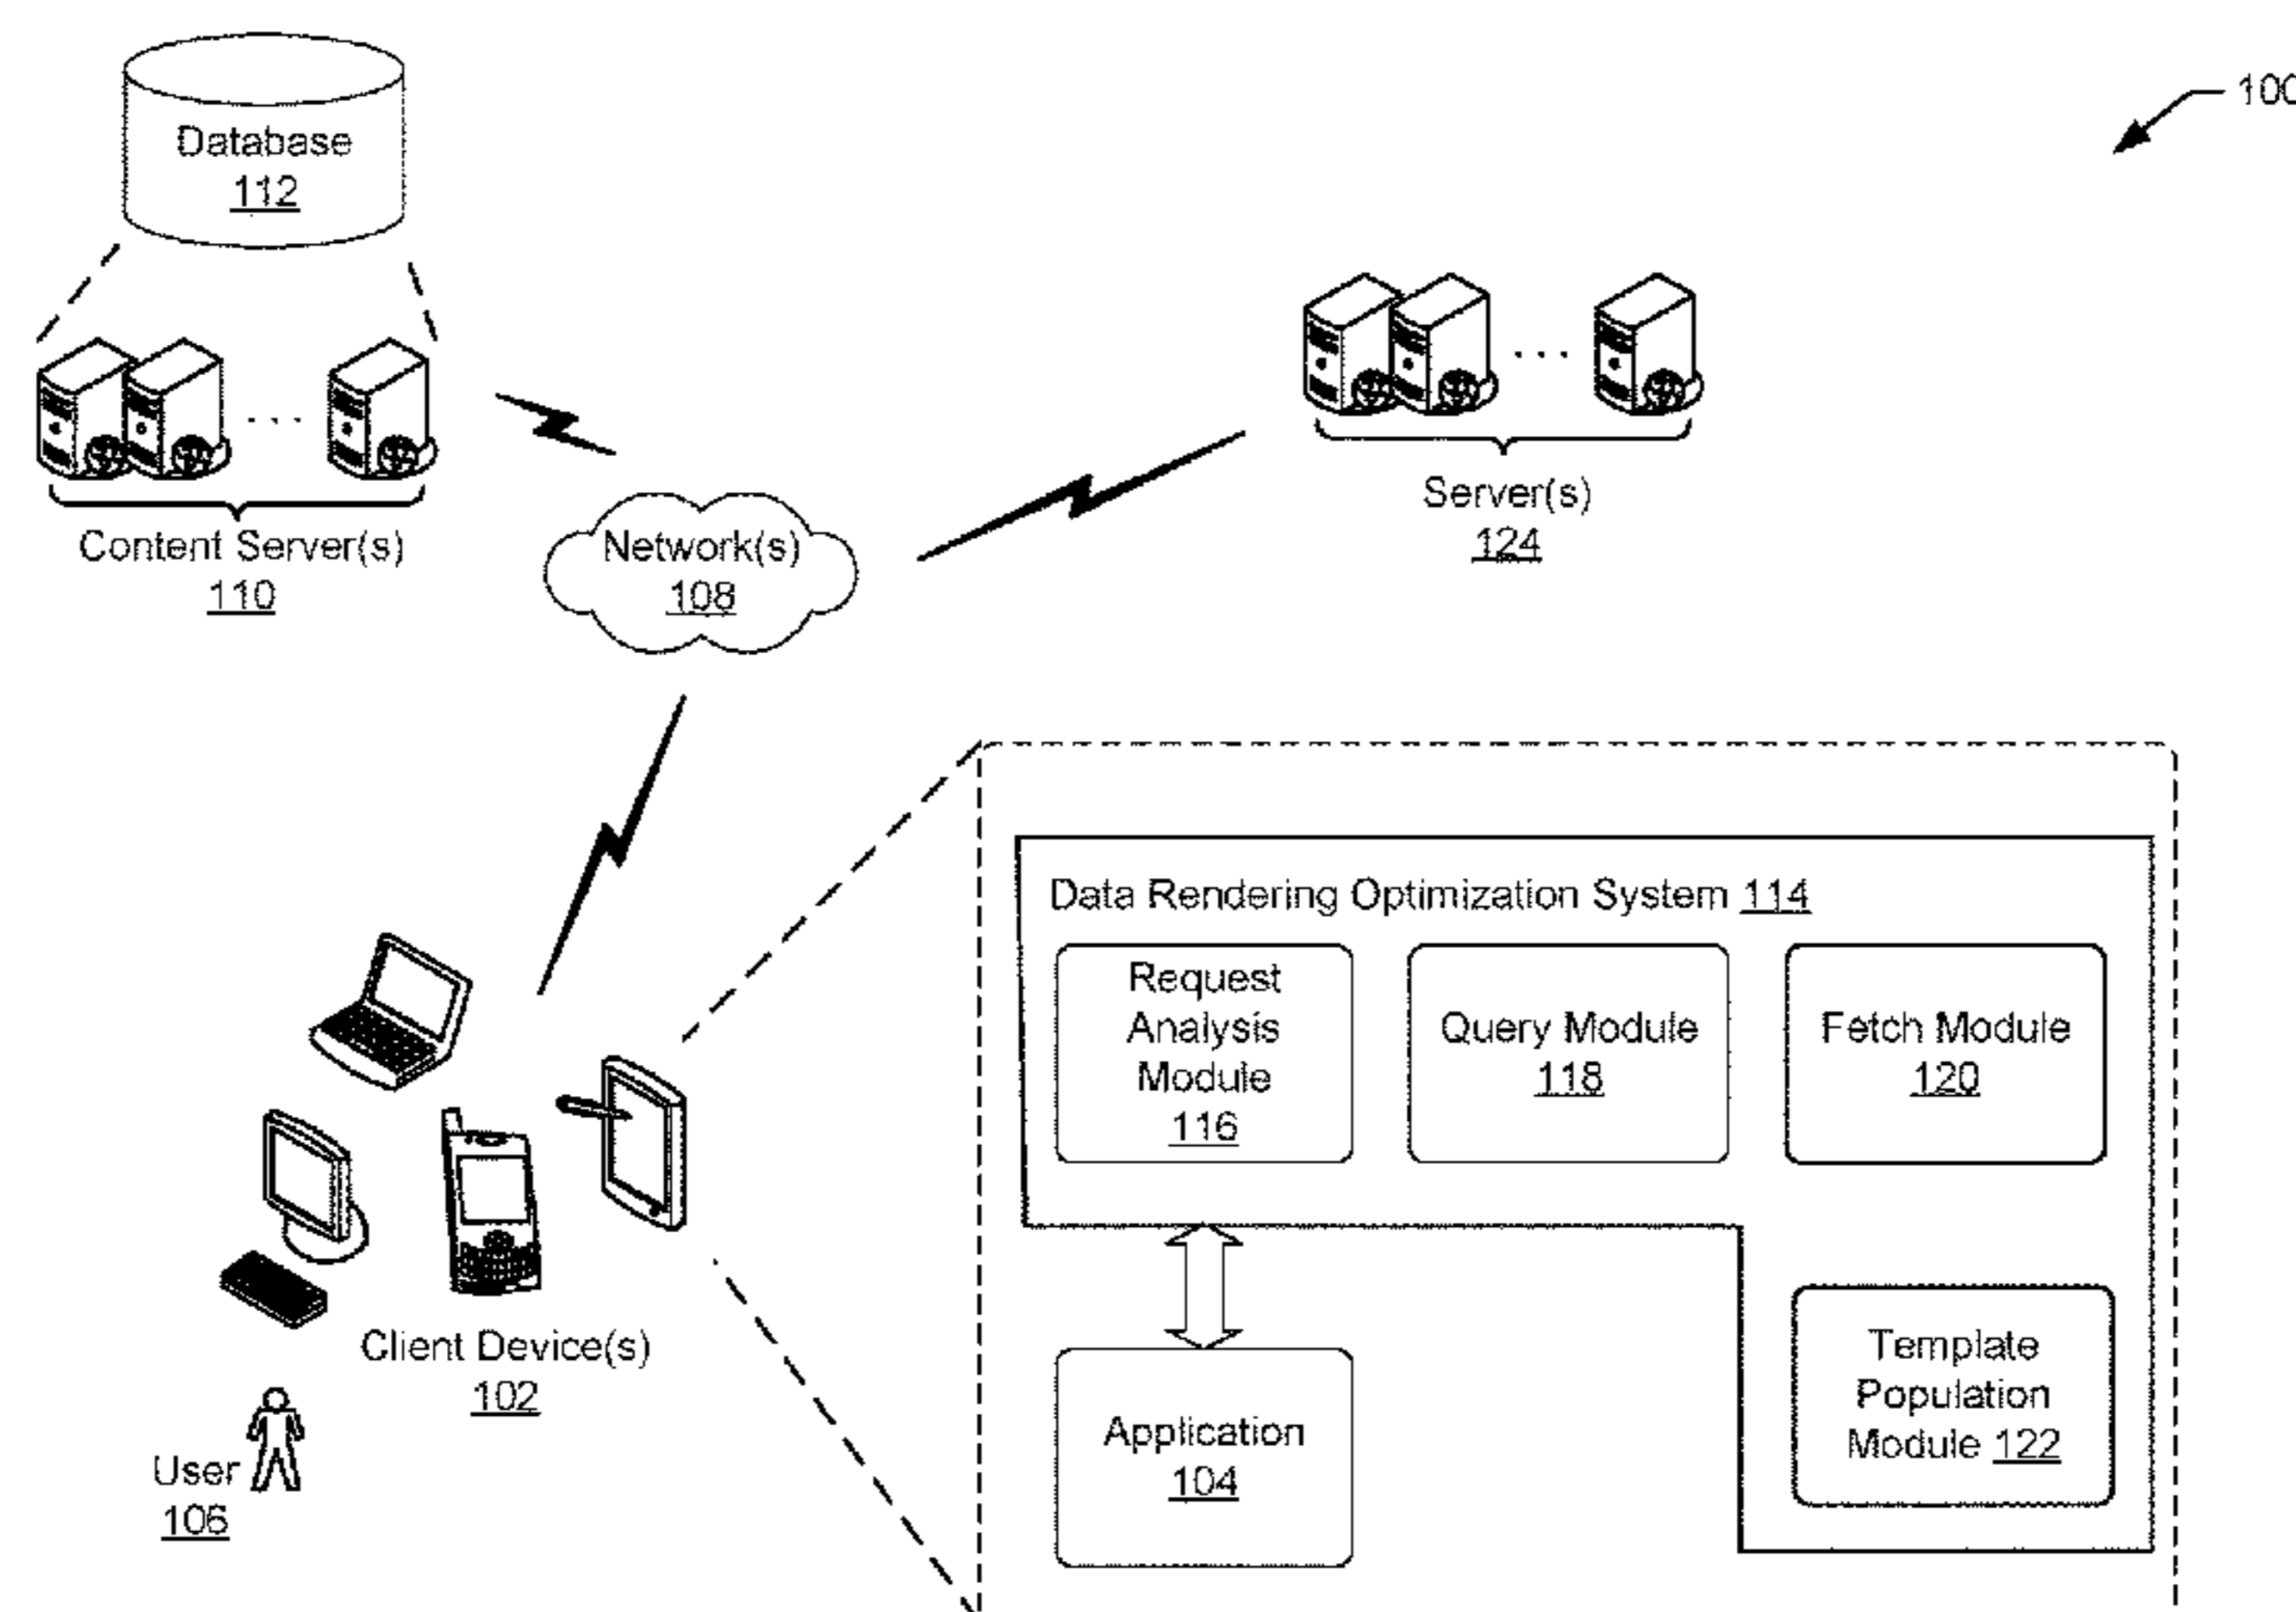 100
Database
112
Content Server(s)
110
Network(s)
108
Server(s)
124
Data Rendering Optimization System 114
Request
Analysis
Module
116
Query Module
118
Fetch Module
120
Template
Population
Module 122
Application
104
Client Device(s)
102
User
106